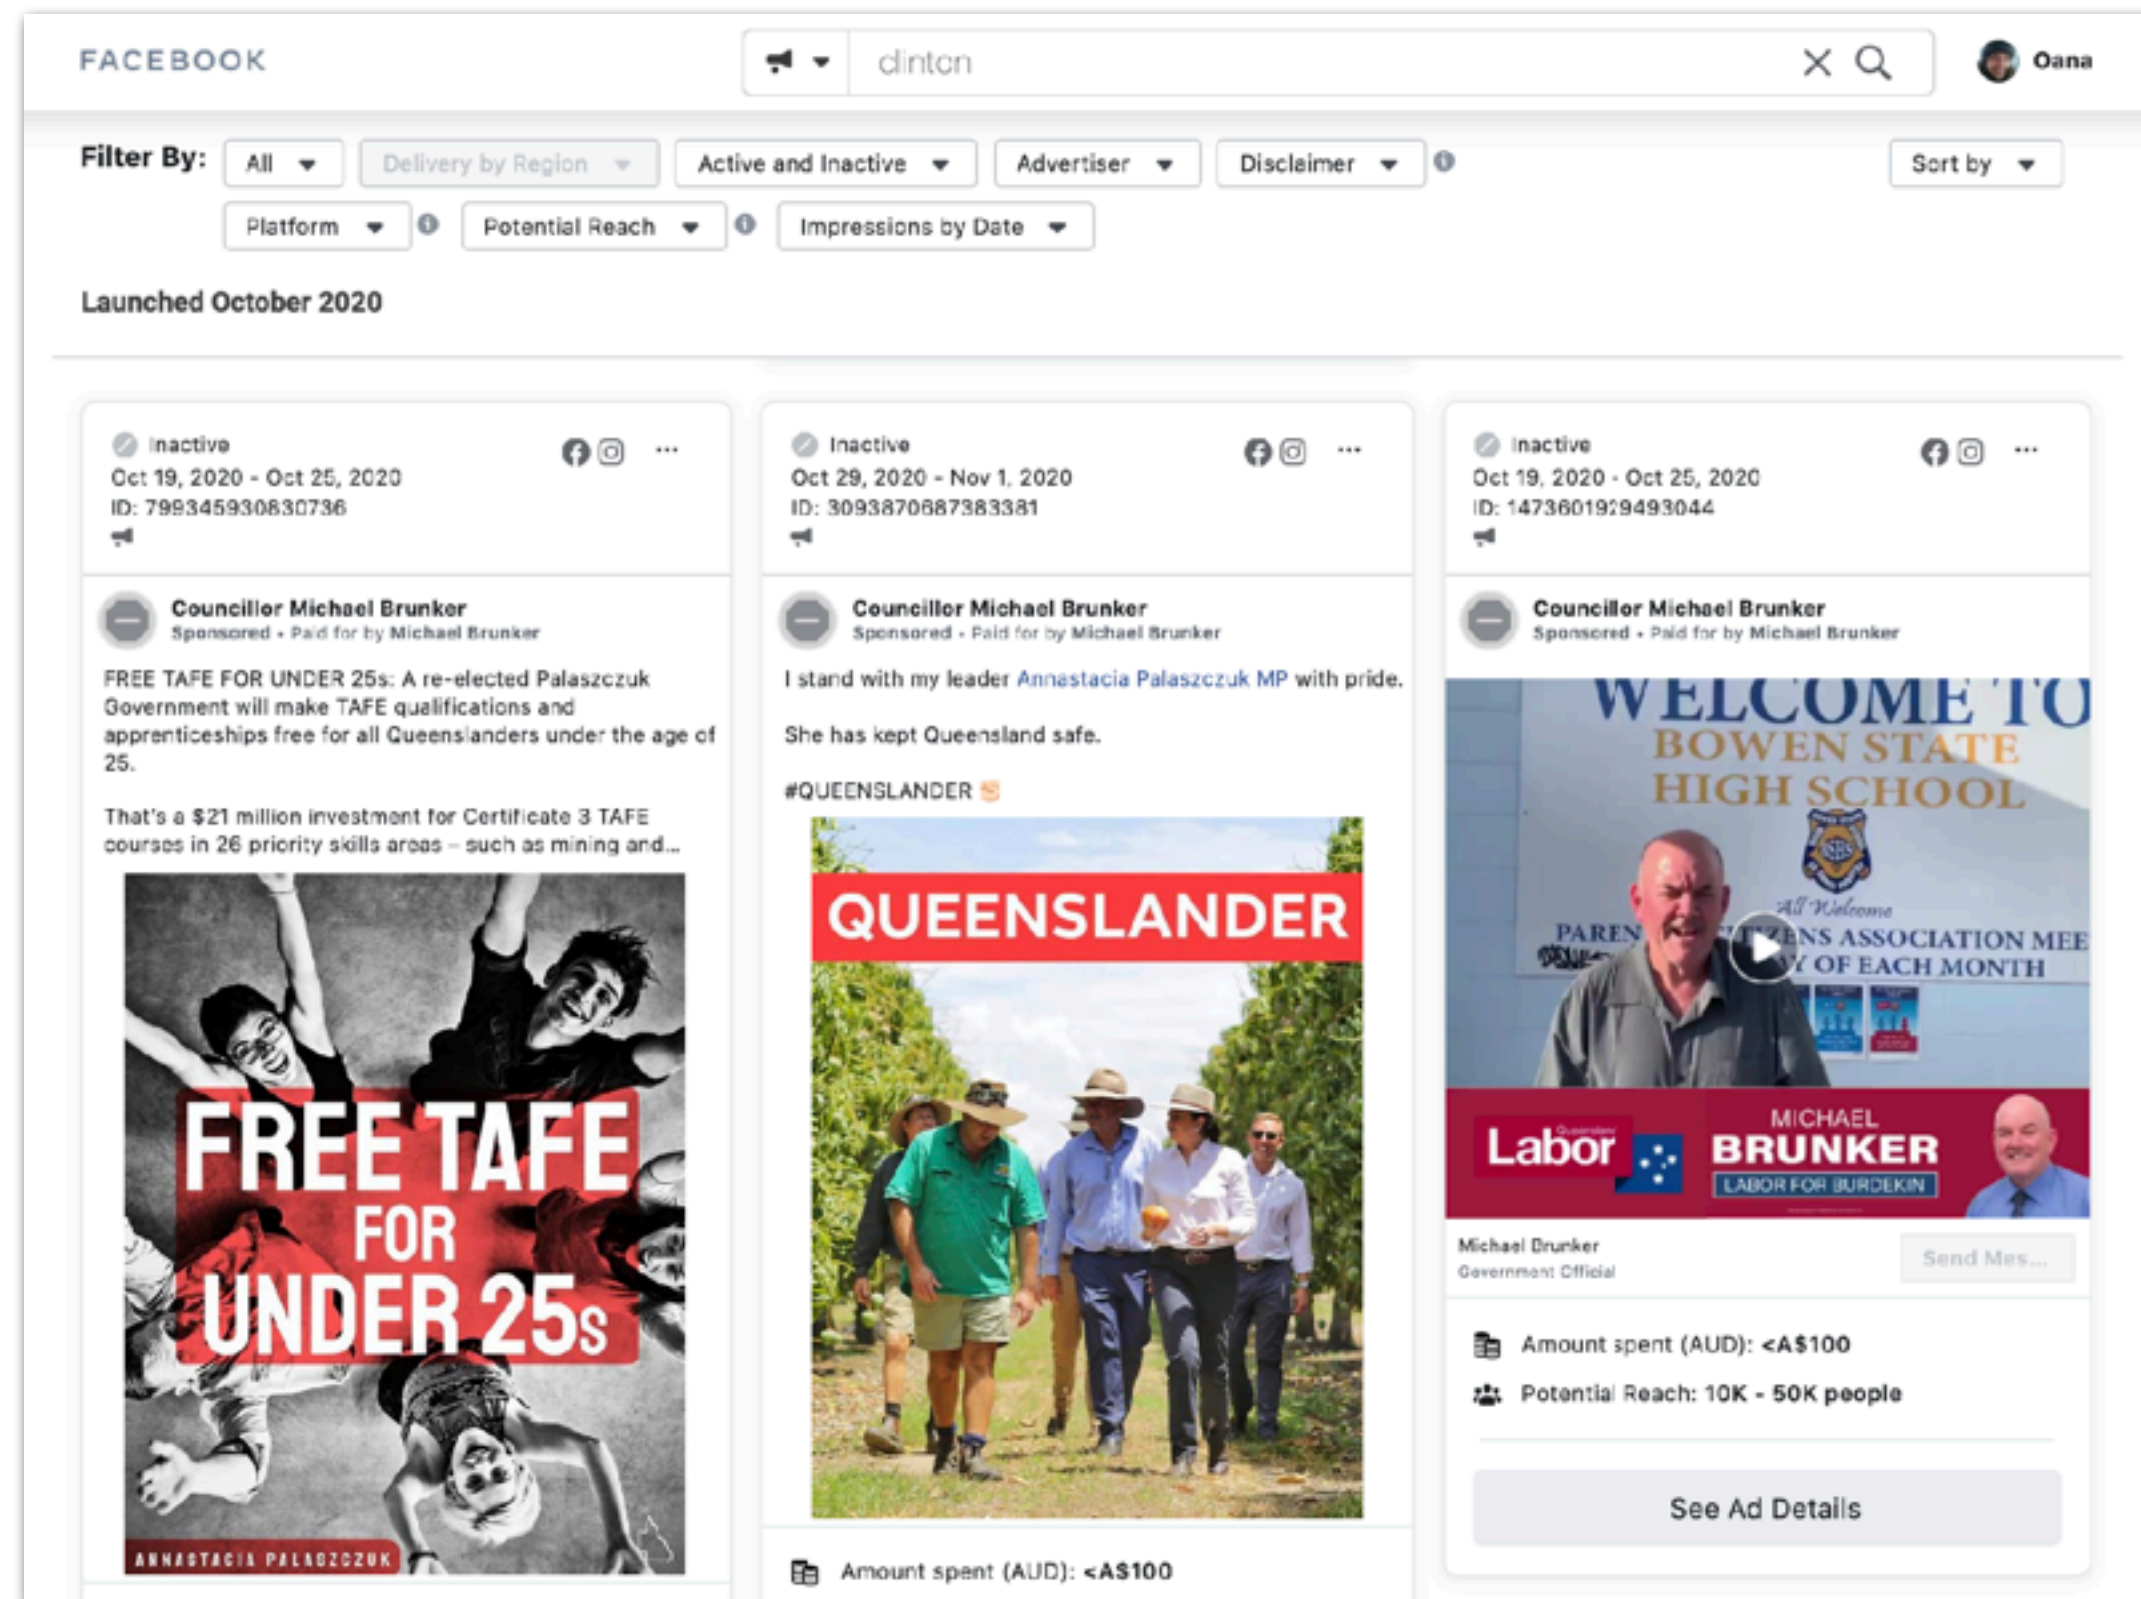 FACEBOOK
clinton
Oana
Filter By:
All
Delivery by Region
Active and Inactive
Advertiser
Disclaimer
Sort by
Platform
Potential Reach
Impressions by Date
Launched October 2020
Inactive
Oct 19, 2020 - Oct 25, 2020
ID: 799345930830736
Councillor Michael Brunker
Sponsored • Paid for by Michael Brunker
FREE TAFE FOR UNDER 25s: A re-elected Palaszczuk
Government will make TAFE qualifications and
apprenticeships free for all Queenslanders under the age of
25.
That's a $21 million investment for Certificate 3 TAFE
courses in 26 priority skills areas – such as mining and...
FREE TAFE
FOR
UNDER 25s
ANNASTACIA PALASZCZUK
Inactive
Oct 29, 2020 - Nov 1, 2020
ID: 3093870687383381
Councillor Michael Brunker
Sponsored • Paid for by Michael Brunker
I stand with my leader Annastacia Palaszczuk MP with pride.
She has kept Queensland safe.
#QUEENSLANDER
QUEENSLANDER
Amount spent (AUD): <A$100
Inactive
Oct 19, 2020 - Oct 25, 2020
ID: 1473601929493044
Councillor Michael Brunker
Sponsored • Paid for by Michael Brunker
WELCOME TO
BOWEN STATE
HIGH SCHOOL
All Welcome
ASSOCIATION MEE
OF EACH MONTH
Queensland
Labor
MICHAEL
BRUNKER
LABOR FOR BURDEKIN
Michael Brunker
Government Official
Send Mes...
Amount spent (AUD): <A$100
Potential Reach: 10K - 50K people
See Ad Details